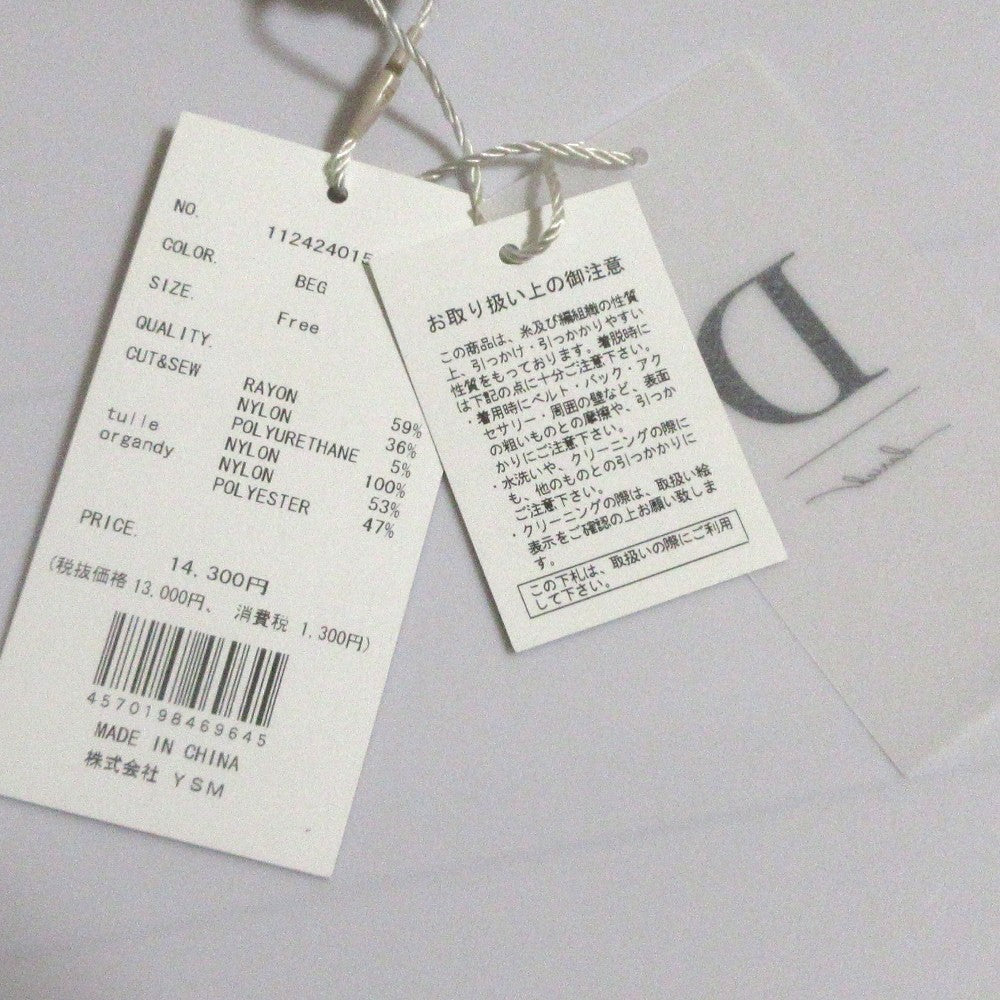 NO.
112424015
COLOR.
BEG
SIZE.
Free
QUALITY.
CUT&SEW
RAYON 59%
NYLON 36%
POLYURETHANE 5%
tulle NYLON 100%
organdy NYLON 53%
POLYESTER 47%
PRICE.
14,300円
(税抜価格 13,000円、 消費税 1,300円)
4570198469645
MADE IN CHINA
株式会社 YSM
お取り扱い上の御注意
この商品は、糸及び編組織の性質
上、引っかけ・引っかかりやすい
性質をもっております。着脱時に
は下記の点に十分ご注意下さい。
・着用時にベルト・バック・アク
セサリー・周囲の壁など、表面
の粗いものとの摩擦や、引っか
かりにご注意下さい。
・水洗いや、クリーニングの際に
も、他のものとの引っかかりに
ご注意下さい。
・クリーニングの際は、取扱い絵
表示をご確認の上お願い致しま
す。
この下札は、取扱いの際にご利用
して下さい。
D